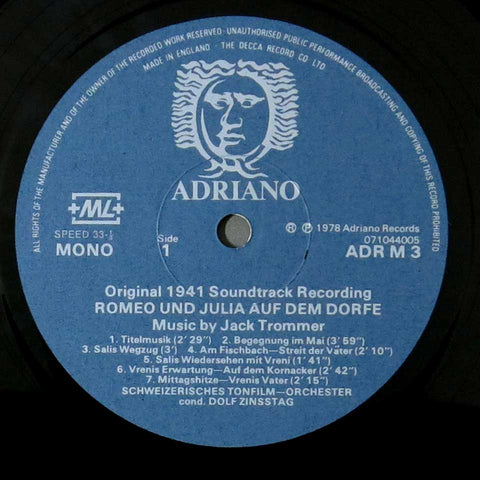 ALL RIGHTS OF THE MANUFACTURER AND OF THE OWNER OF THE RECORDED WORK RESERVED · UNAUTHORISED PUBLIC PERFORMANCE BROADCASTING AND COPYING OF THIS RECORD PROHIBITED
MADE IN ENGLAND · THE DECCA RECORD CO LTD
ADRIANO
+ML+
SPEED 33-⅓
MONO
Side
1
® ℗ 1978 Adriano Records
071044005
ADR M 3
Original 1941 Soundtrack Recording
ROMEO UND JULIA AUF DEM DORFE
Music by Jack Trommer
1. Titelmusik (2' 29") 2. Begegnung im Mai (3' 59")
3. Salis Wegzug (3') 4. Am Fischbach—Streit der Väter (2' 10")
5. Salis Wiedersehen mit Vreni (1' 41")
6. Vrenis Erwartung—Auf dem Kornacker (2' 42")
7. Mittagshitze—Vrenis Vater (2' 15")
SCHWEIZERISCHES TONFILM—ORCHESTER
cond. DOLF ZINSSTAG